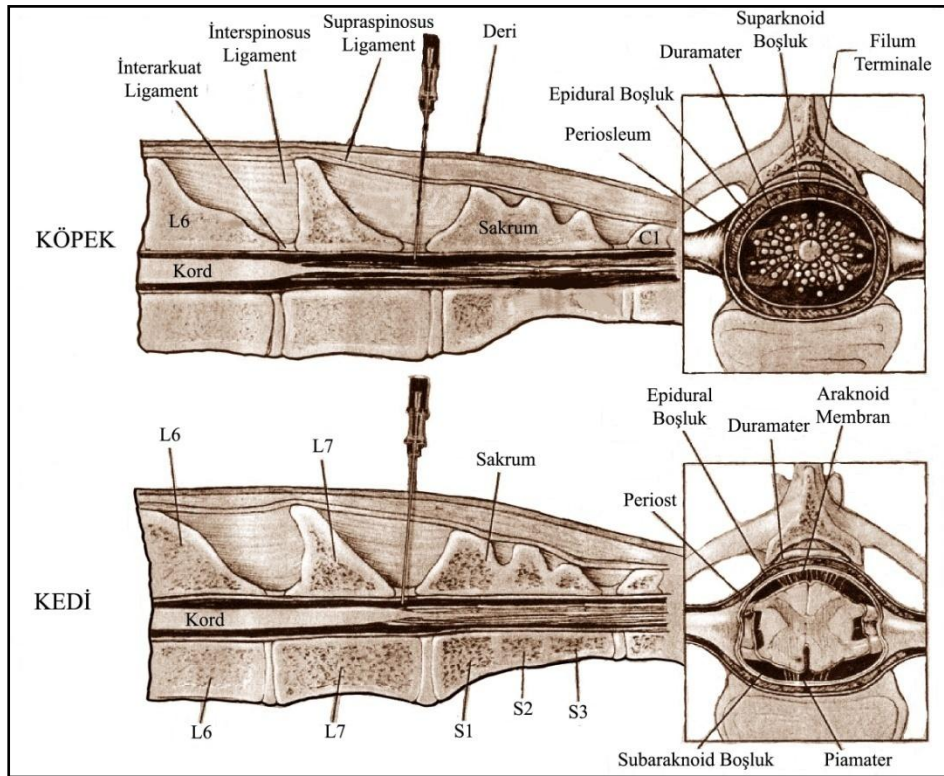 İnterspinosus
Ligament
Supraspinosus
Ligament
Deri
İnterarkuat
Ligament
Suparknoid
Boşluk
Duramater
Filum
Terminale
Epidural Boşluk
Periosleum
L6
Sakrum
C1
KÖPEK
Kord
L6
L7
Sakrum
Epidural
Boşluk
Araknoid
Membran
Duramater
Periost
KEDİ
Kord
L6
L7
S1
S2
S3
Subaraknoid Boşluk
Piamater